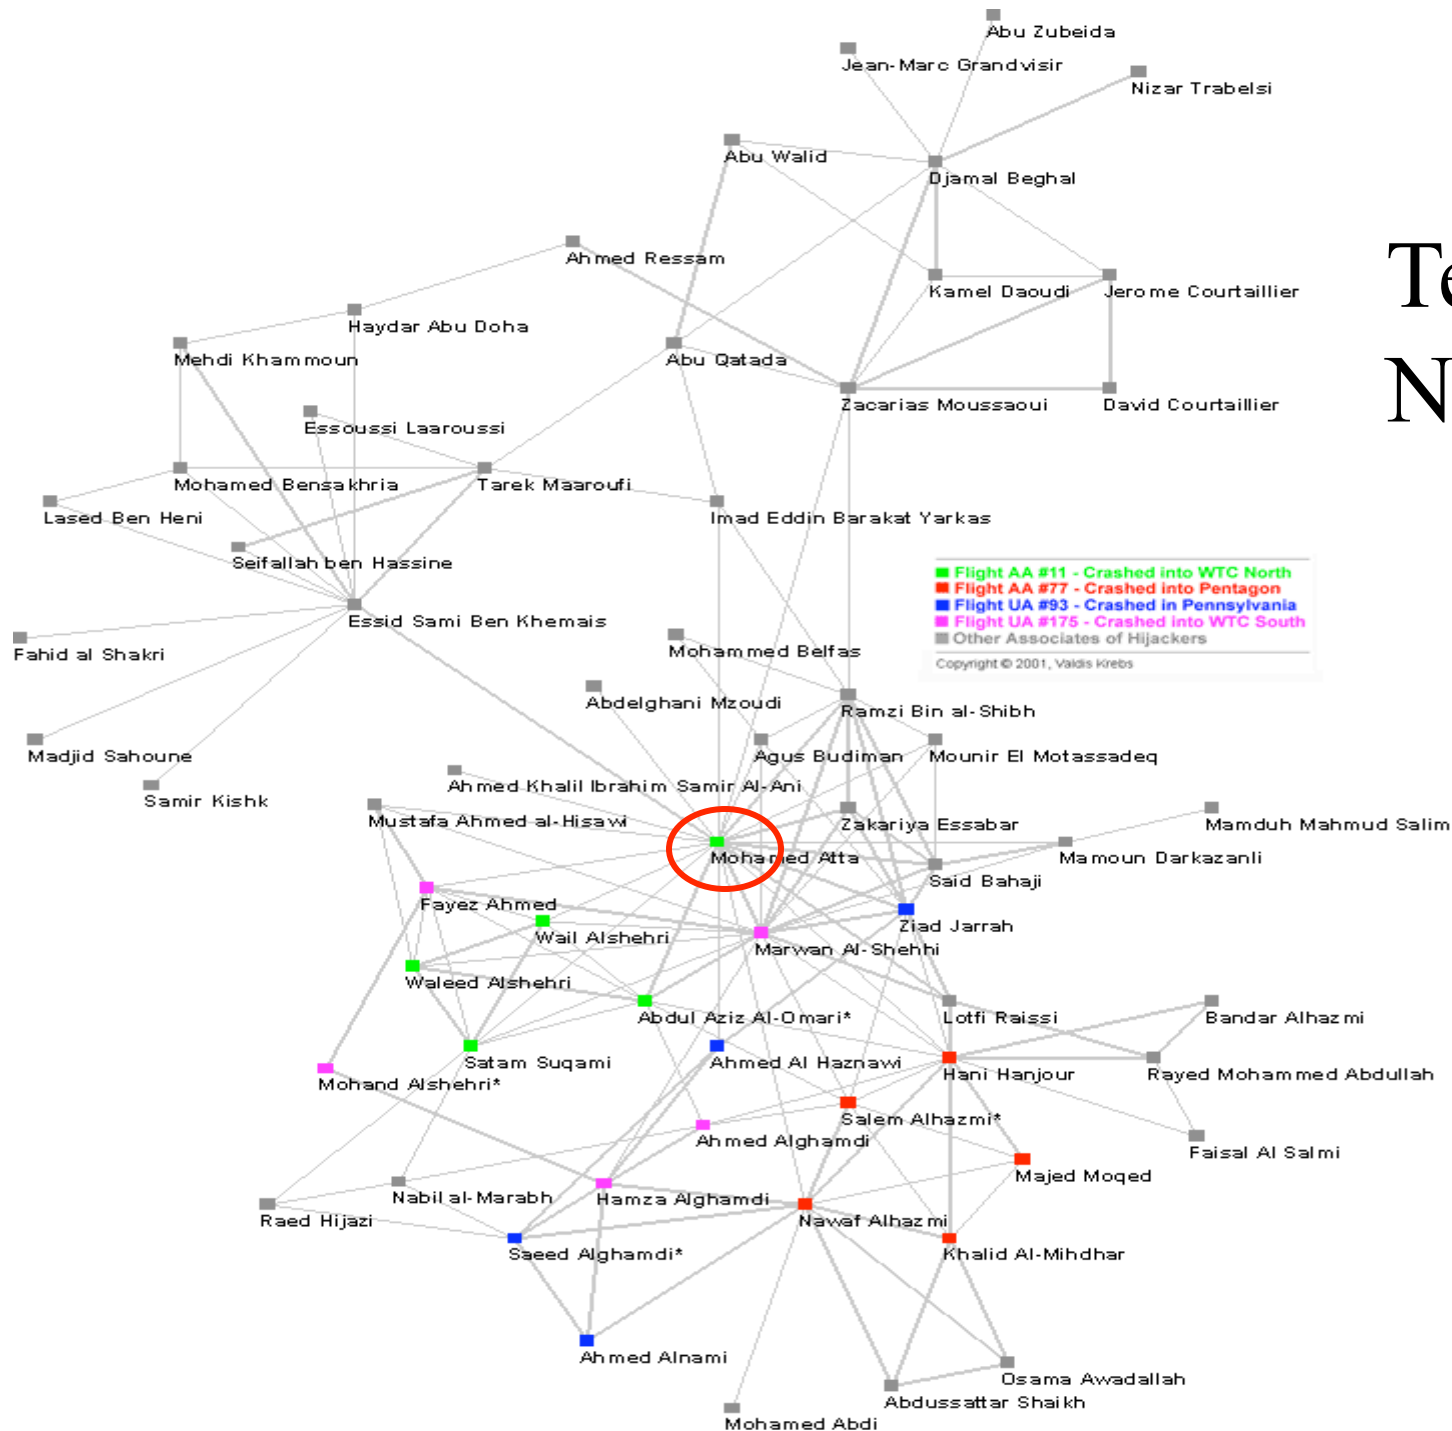 Abu Zubeida
Jean-Marc Grandvisir
Nizar Trabelsi
Abu Walid
Djamal Beghal
Te
Ahmed Ressam
Kamel Daoudi
Jerome Courtaillier
Haydar Abu Doha
Mehdi Khammoun
Abu Qatada
N
Zacarias Moussaoui
David Courtaillier
Essoussi Laaroussi
Mohamed Bensakhria
Tarek Maaroufi
Lased Ben Heni
Imad Eddin Barakat Yarkas
Seifallah ben Hassine
Flight AA #11 - Crashed into WTC North
Flight AA #77 - Crashed into Pentagon
Flight UA #93 - Crashed in Pennsylvania
Flight UA #175 - Crashed into WTC South
Other Associates of Hijackers
Copyright © 2001, Valdis Krebs
Essid Sami Ben Khemais
Fahid al Shakri
Mohammed Belfas
Abdelghani Mzoudi
Ramzi Bin al-Shibh
Madjid Sahoune
Agus Budiman
Mounir El Motassadeq
Ahmed Khalil Ibrahim Samir Al-Ani
Samir Kishk
Mustafa Ahmed al-Hisawi
Zakariya Essabar
Mamduh Mahmud Salim
Mohamed Atta
Mamoun Darkazanli
Said Bahaji
Fayez Ahmed
Ziad Jarrah
Wail Alshehri
Marwan Al-Shehhi
Waleed Alshehri
Abdul Aziz Al-Omari*
Lotfi Raissi
Bandar Alhazmi
Satam Suqami
Ahmed Al Haznawi
Hani Hanjour
Rayed Mohammed Abdullah
Mohand Alshehri*
Salem Alhazmi*
Ahmed Alghamdi
Faisal Al Salmi
Majed Moqed
Nabil al-Marabh
Hamza Alghamdi
Raed Hijazi
Nawaf Alhazmi
Saeed Alghamdi*
Khalid Al-Mihdhar
Ahmed Alnami
Osama Awadallah
Abdussattar Shaikh
Mohamed Abdi